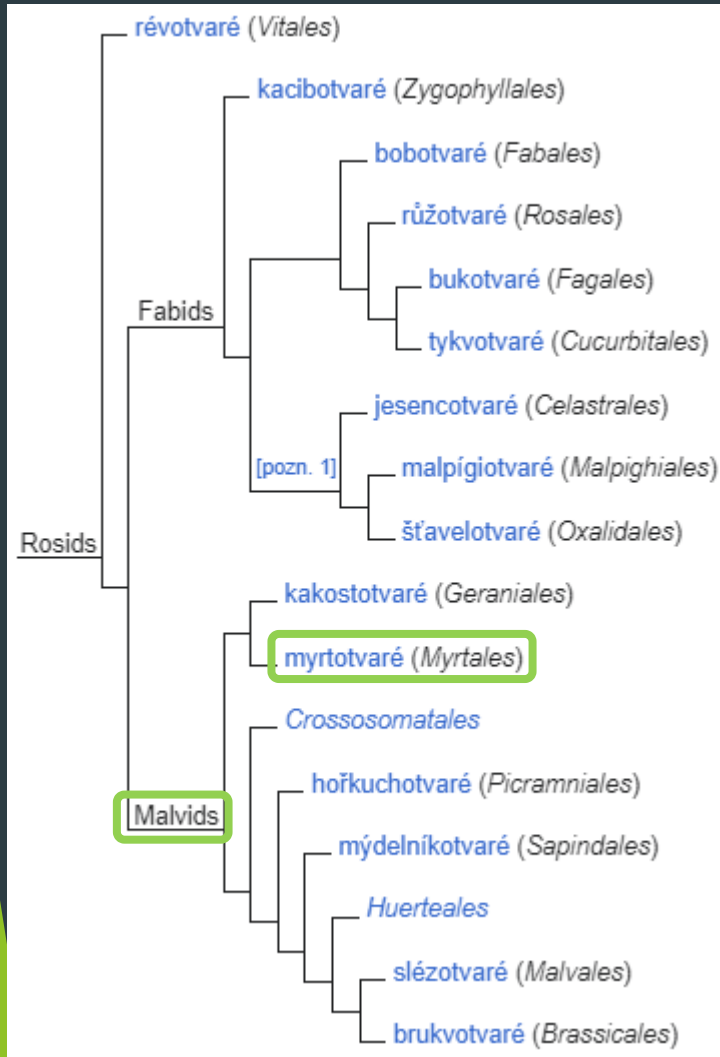 révotvaré (Vitales)
kacibotvaré (Zygophyllales)
bobotvaré (Fabales)
růžotvaré (Rosales)
bukotvaré (Fagales)
Fabids
tykvotvaré (Cucurbitales)
jesencotvaré (Celastrales)
[pozn. 1]
malpígiotvaré (Malpighiales)
šťavelotvaré (Oxalidales)
Rosids
kakostotvaré (Geraniales)
myrtotvaré (Myrtales)
Crossosomatales
hořkuchotvaré (Picramniales)
Malvids
mýdelníkotvaré (Sapindales)
Huerteales
slézotvaré (Malvales)
brukvotvaré (Brassicales)